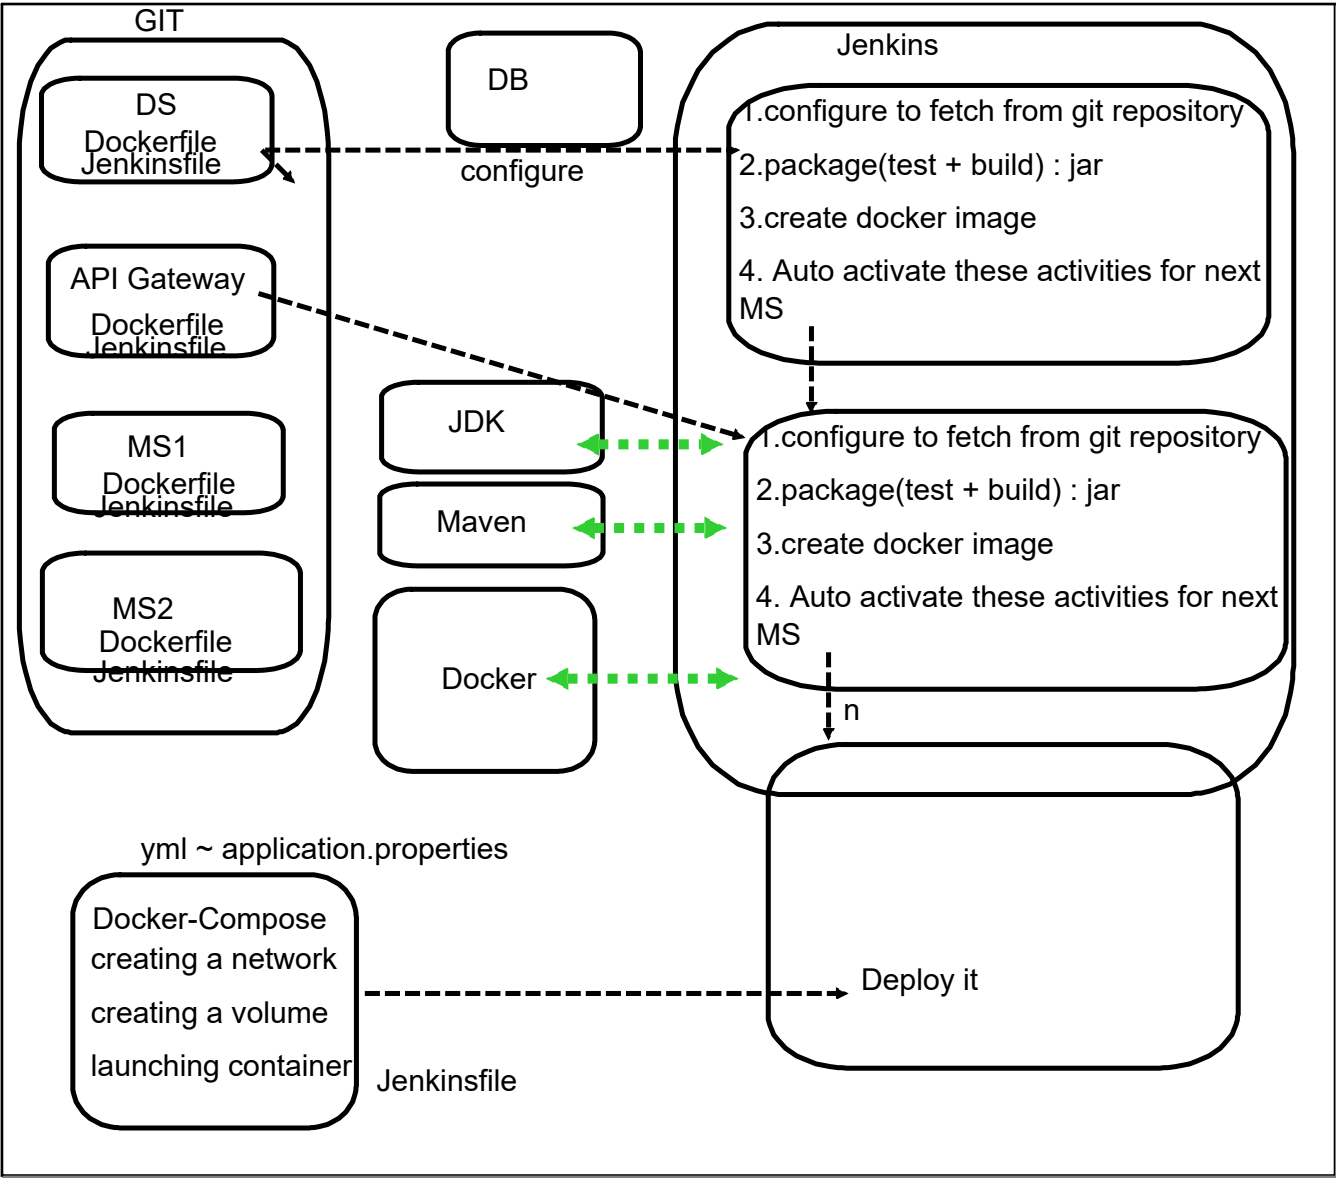 GIT
DS
Dockerfile
Jenkinsfile
API Gateway
Dockerfile
Jenkinsfile
MS1
Dockerfile
Jenkinsfile
MS2
Dockerfile
Jenkinsfile
DB
configure
JDK
Maven
Docker
Jenkins
1.configure to fetch from git repository
2.package(test + build) : jar
3.create docker image
4. Auto activate these activities for next
MS
1.configure to fetch from git repository
2.package(test + build) : jar
3.create docker image
4. Auto activate these activities for next
MS
n
yml ~ application.properties
Docker-Compose
creating a network
creating a volume
launching container
Jenkinsfile
Deploy it